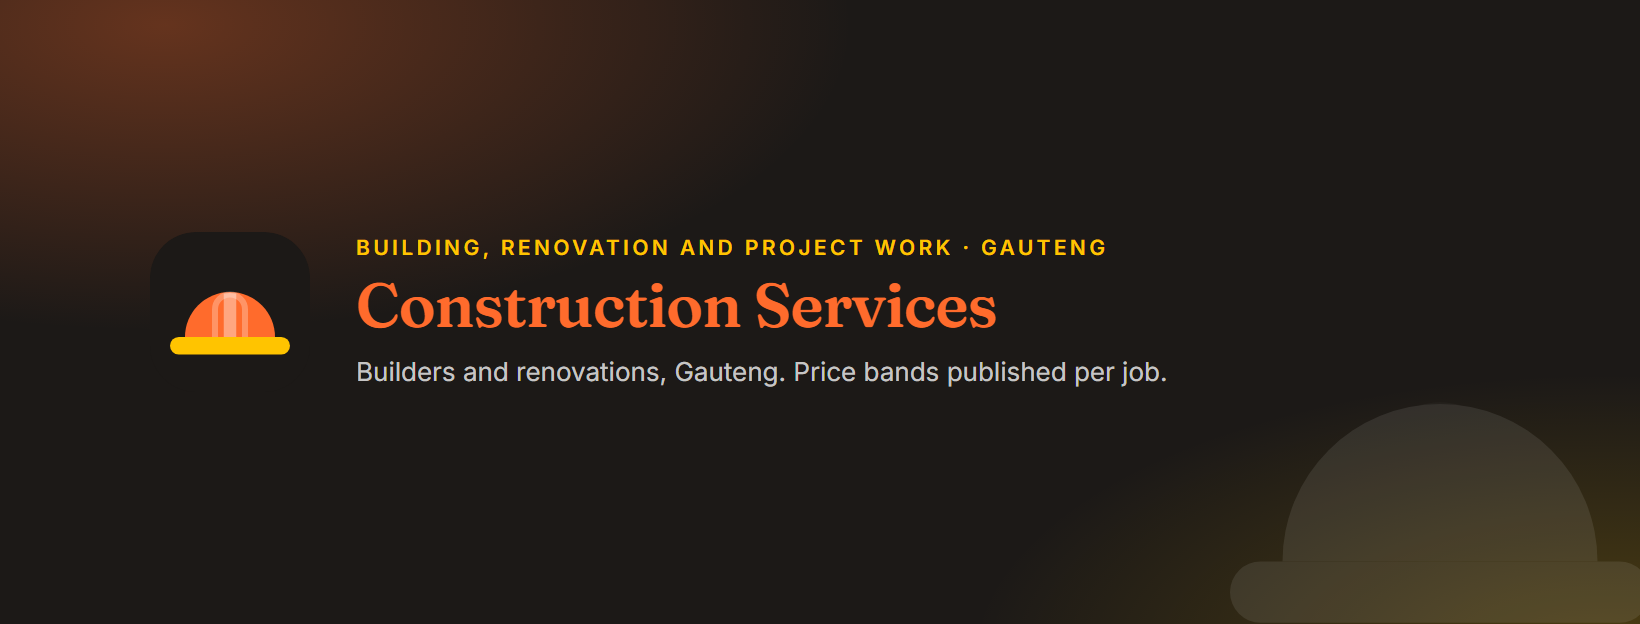 BUILDING, RENOVATION AND PROJECT WORK · GAUTENG
Construction Services
Builders and renovations, Gauteng. Price bands published per job.